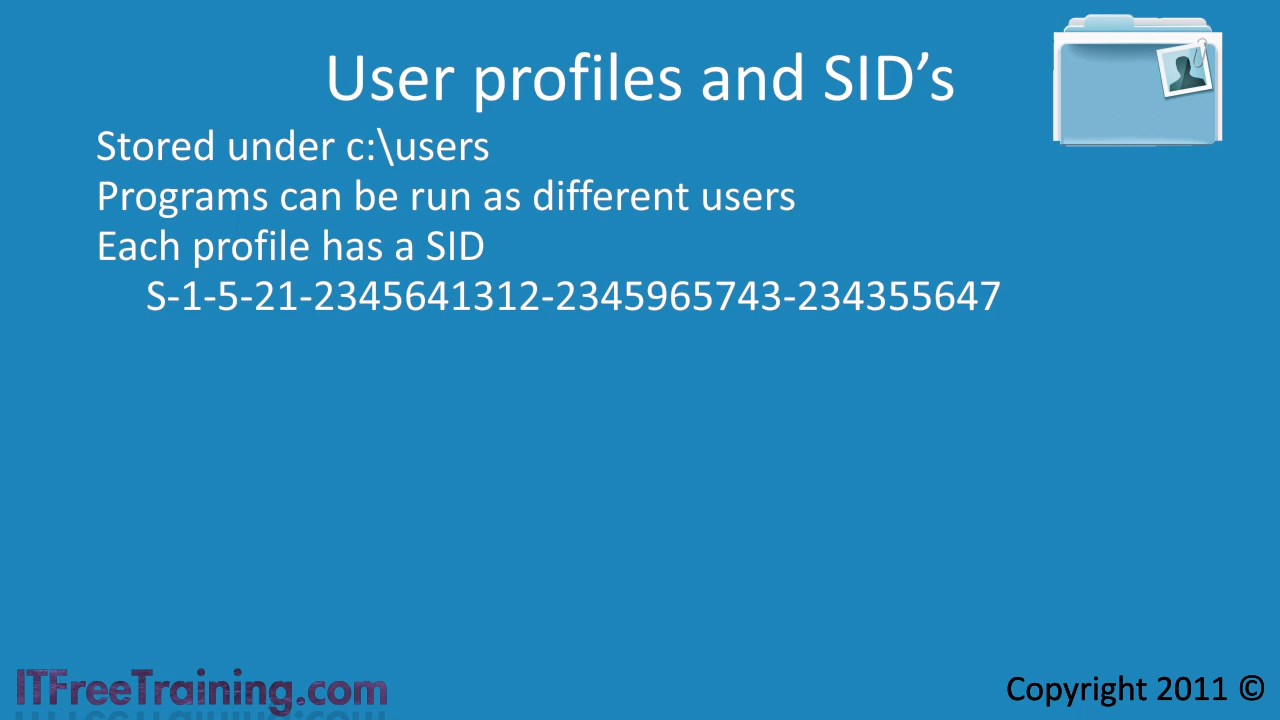 User profiles and SID’s
Stored under c:\users
Programs can be run as different users
Each profile has a SID
S-1-5-21-2345641312-2345965743-234355647
ITFreeTraining.com
Copyright 2011 ©